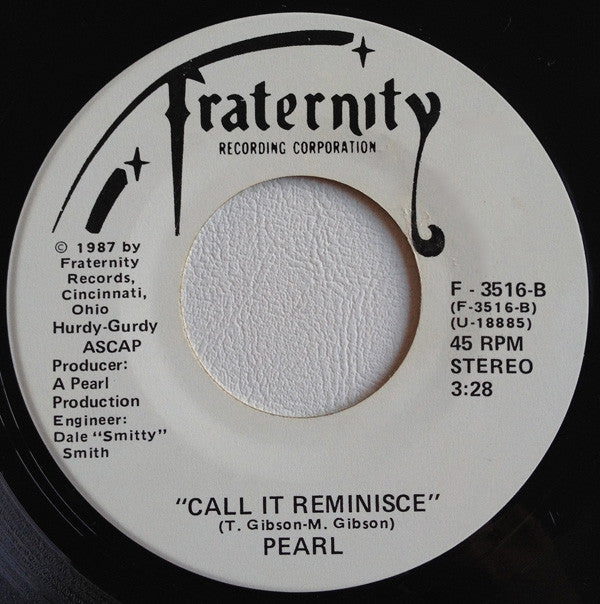 Fraternity
RECORDING CORPORATION
© 1987 by
Fraternity
Records,
Cincinnati,
Ohio
Hurdy-Gurdy
ASCAP
Producer:
A Pearl
Production
Engineer:
Dale "Smitty"
Smith
F - 3516-B
(F-3516-B)
(U-18885)
45 RPM
STEREO
3:28
"CALL IT REMINISCE"
(T. Gibson-M. Gibson)
PEARL